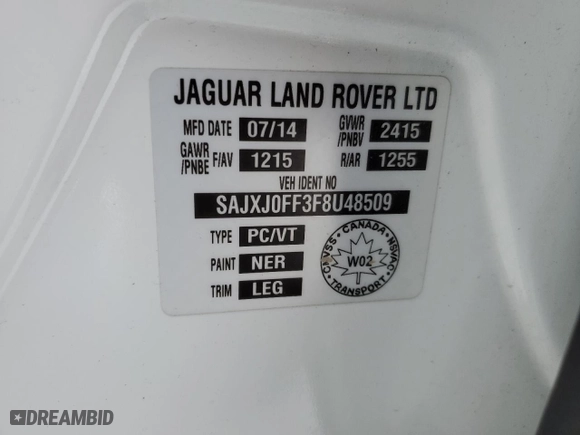 JAGUAR LAND ROVER LTD
MFD DATE 07/14 GVWR /PNBV 2415
GAWR /PNBE F/AV 1215 R/AR 1255
VEH IDENT NO
SAJXJ0FF3F8U48509
TYPE PC/VT
PAINT NER
TRIM LEG
CANADA
CMVSS NSVAC
W02
TRANSPORT
DREAMBID